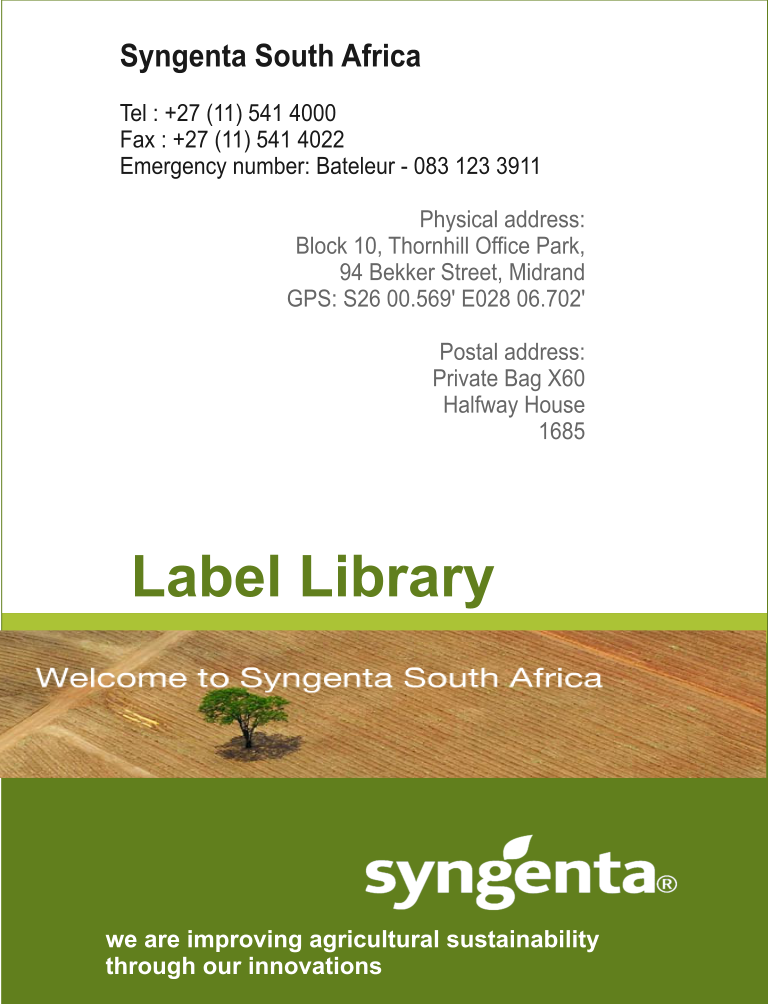 Syngenta South Africa
Tel : +27 (11) 541 4000
Fax : +27 (11) 541 4022
Emergency number: Bateleur - 083 123 3911
Physical address:
Block 10, Thornhill Office Park,
94 Bekker Street, Midrand
GPS: S26 00.569' E028 06.702'
Postal address:
Private Bag X60
Halfway House
1685
Label Library
Welcome to Syngenta South Africa
syngenta®
we are improving agricultural sustainability
through our innovations